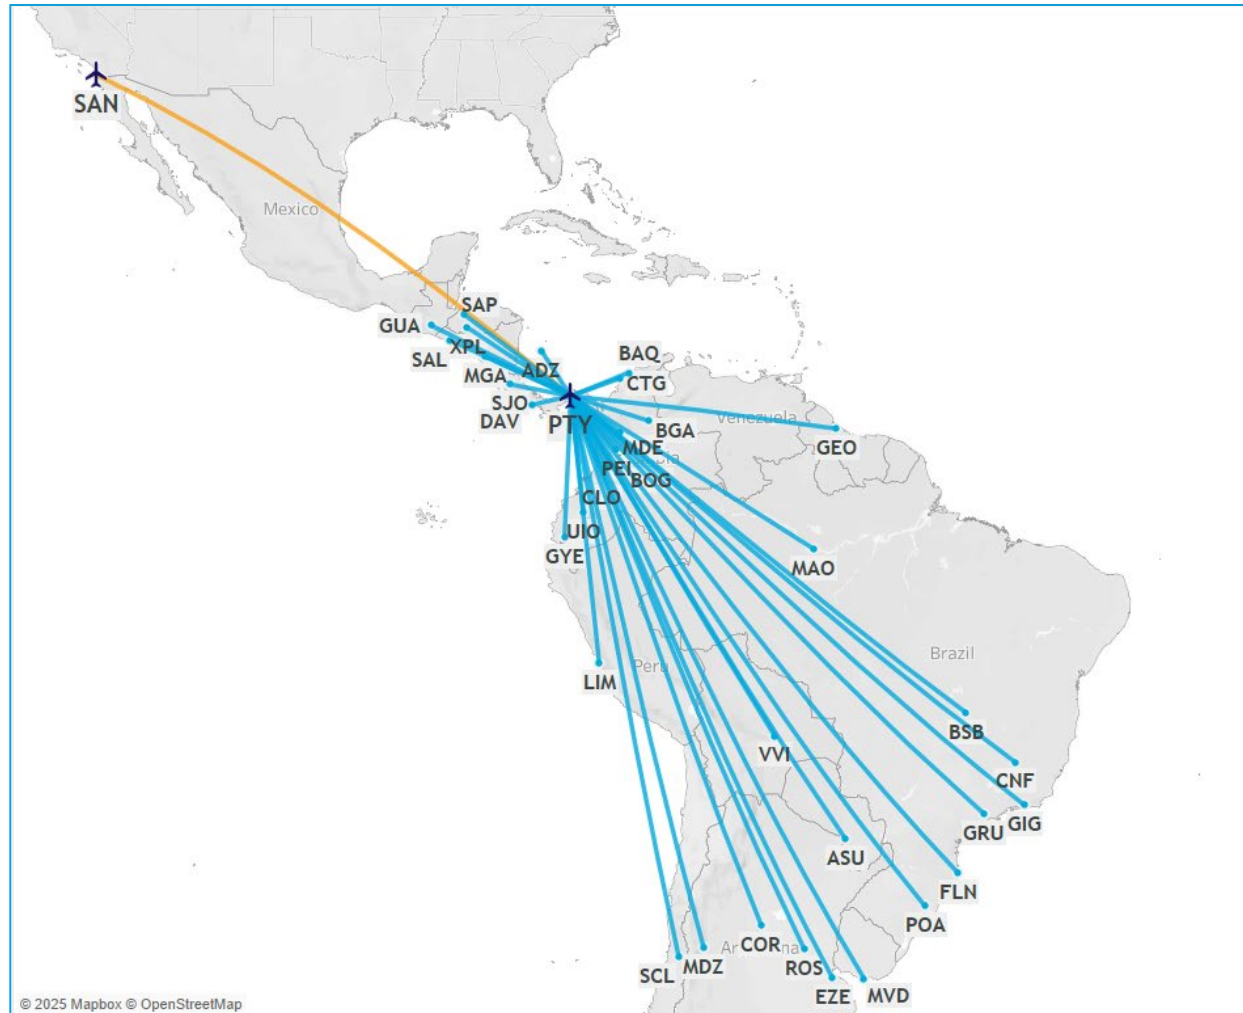 SAN
Mexico
SAP
GUA
XPL
SAL
ADZ
MGA
BAQ
CTG
SJO
DAV
PTY
Venezuela
BGA
GEO
MDE
PEI
BOG
CLO
UIO
GYE
MAO
Brazil
Peru
LIM
BSB
VVI
CNF
GIG
GRU
ASU
FLN
POA
COR
MDZ
SCL
ROS
EZE
MVD
© 2025 Mapbox © OpenStreetMap